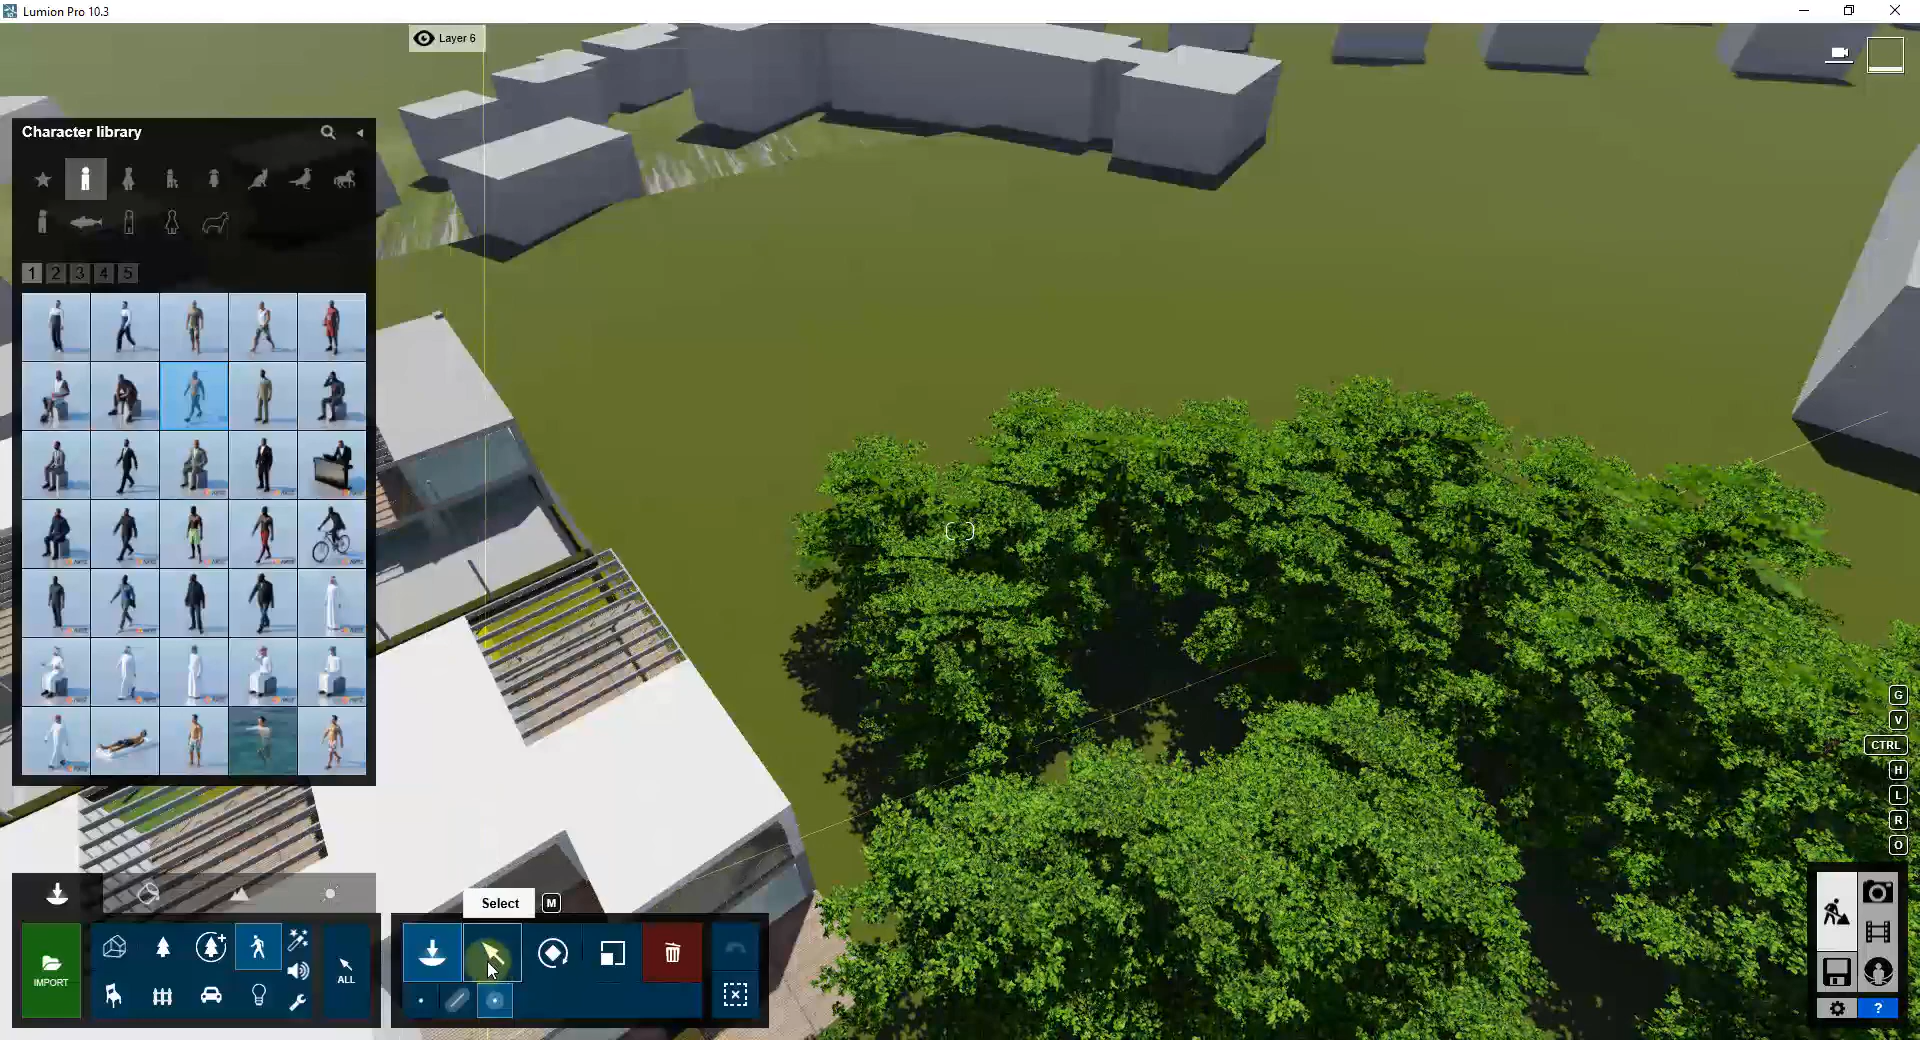 Lumion Pro 10.3
Layer 6
Character library
1 2 3 4 5
G
V
CTRL
H
L
R
O
Select M
IMPORT
ALL
?